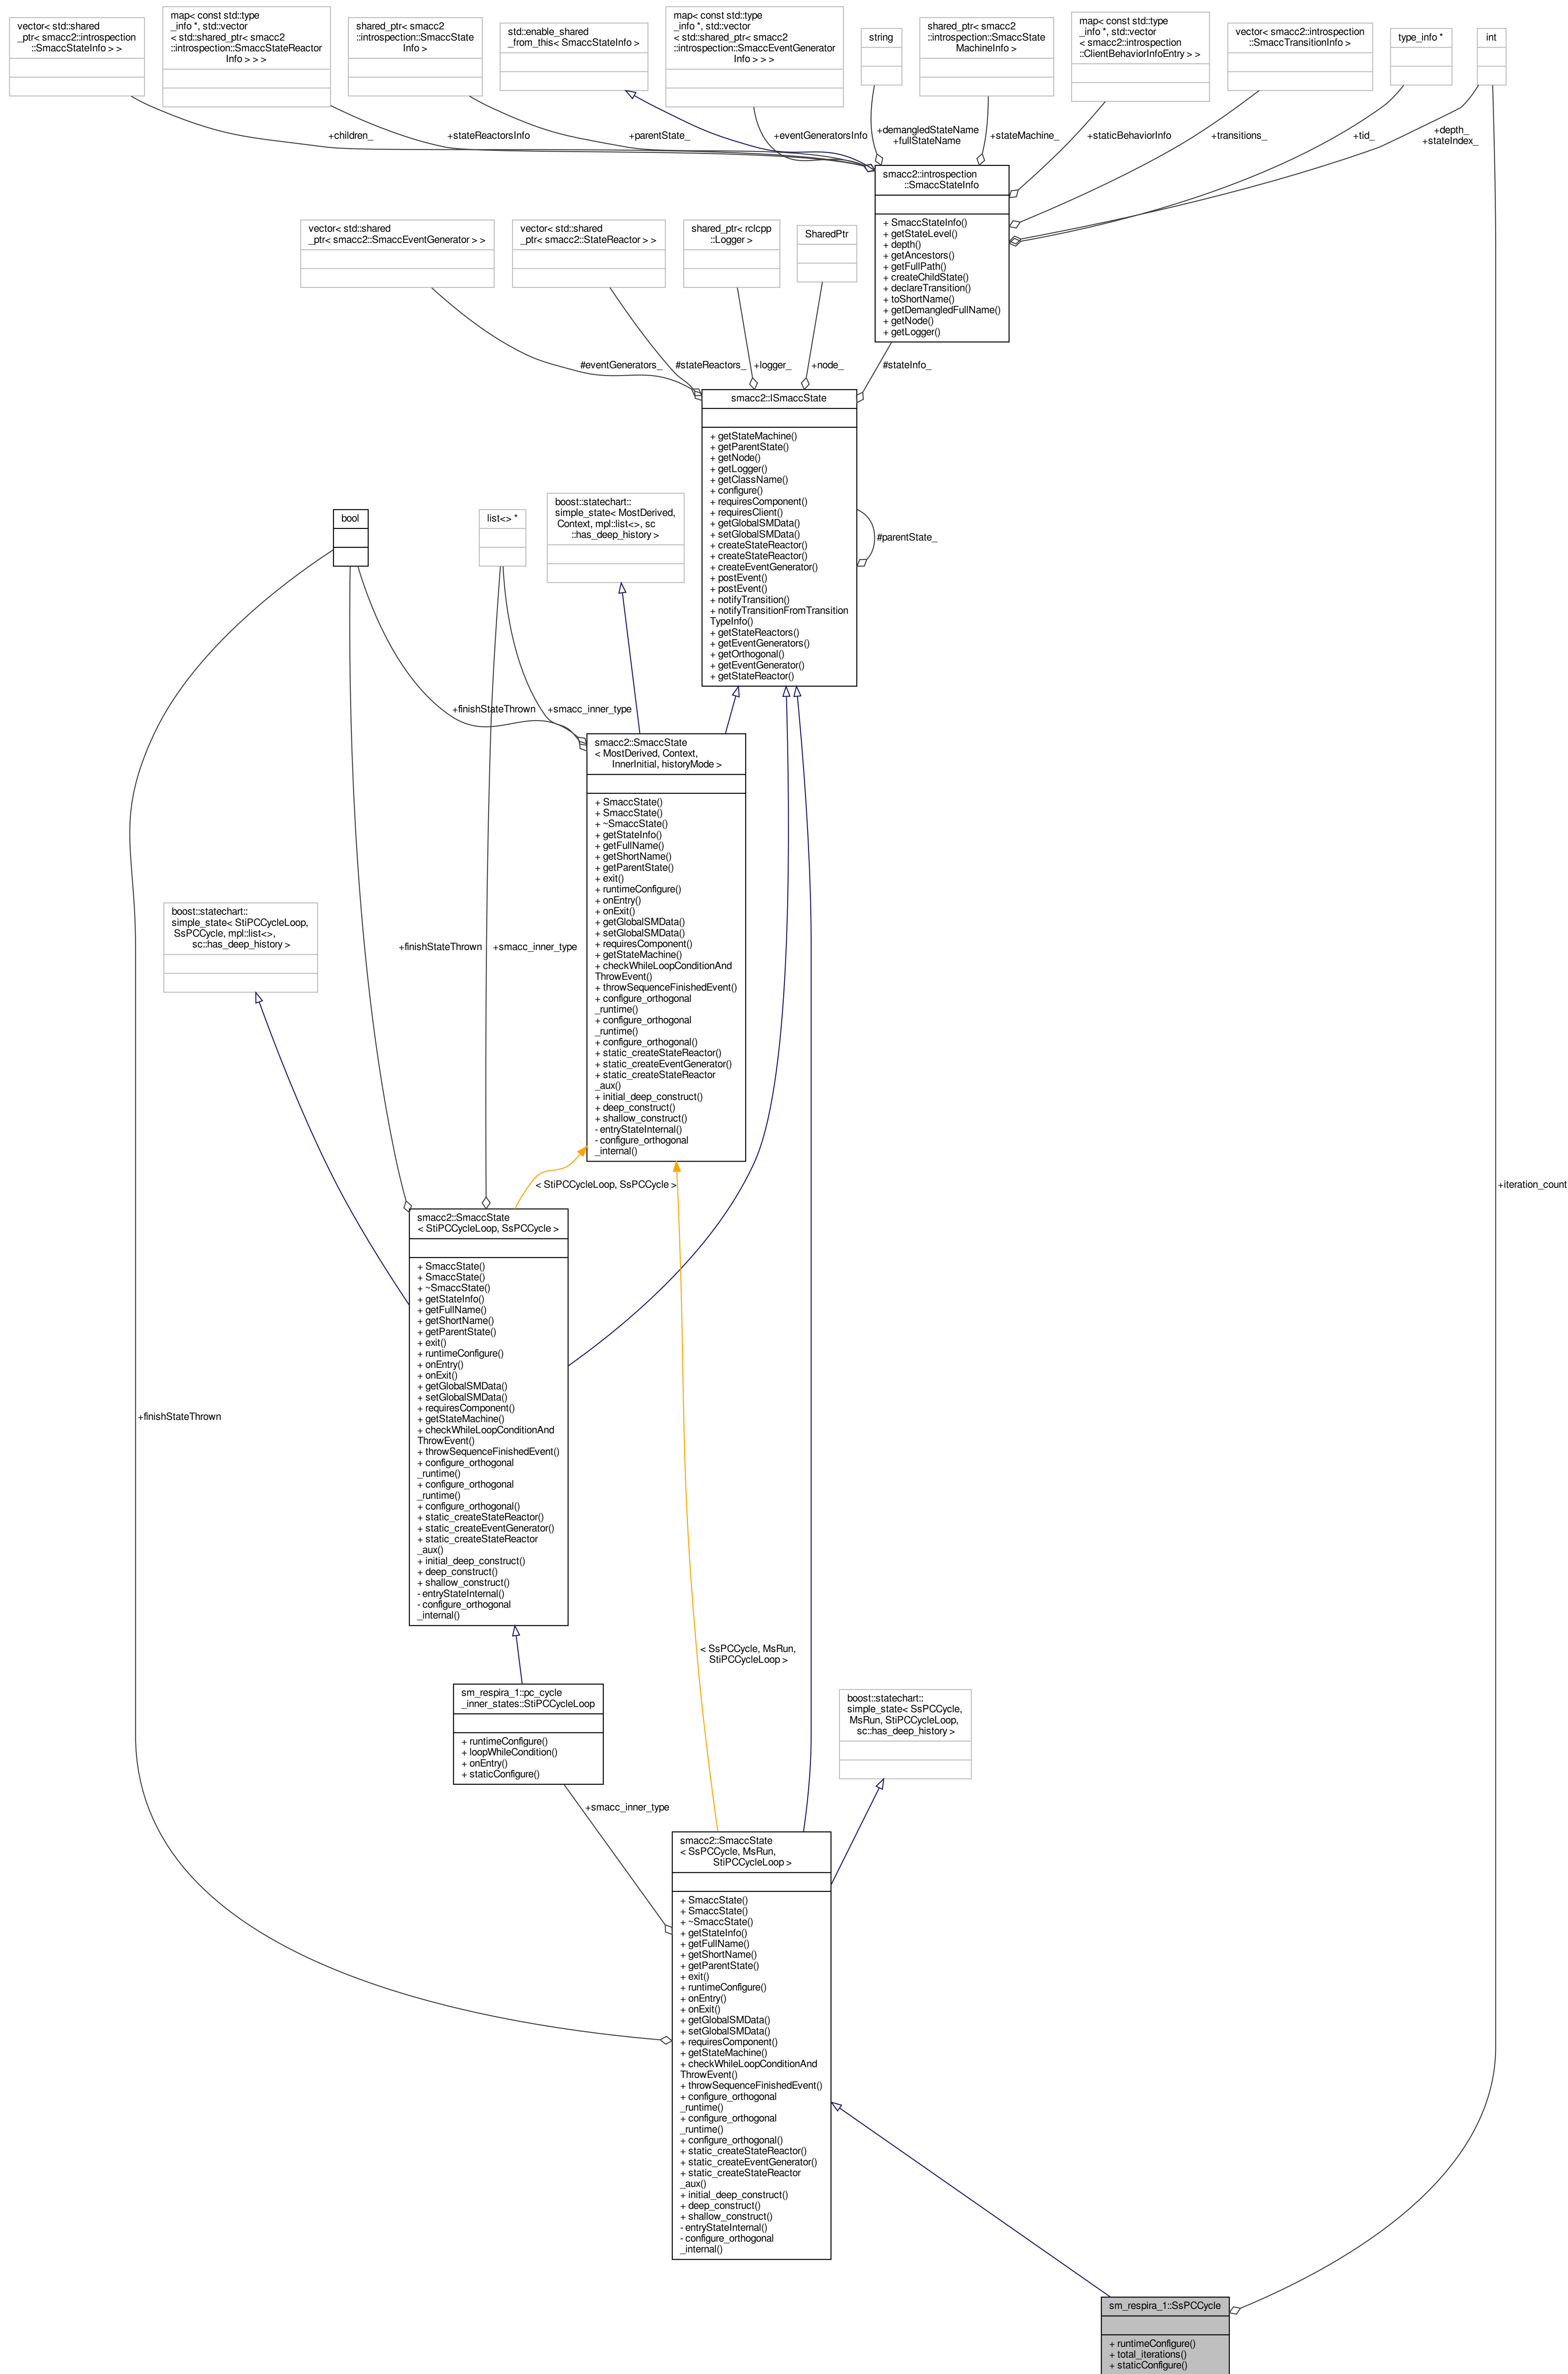 vector< std::shared
_ptr< smacc2::introspection
::SmaccStateInfo > >
map< const std::type
_info *, std::vector
< std::shared_ptr< smacc2
::introspection::SmaccStateReactor
Info > > >
shared_ptr< smacc2
::introspection::SmaccState
Info >
std::enable_shared
_from_this< SmaccStateInfo >
map< const std::type
_info *, std::vector
< std::shared_ptr< smacc2
::introspection::SmaccEventGenerator
Info > > >
string
shared_ptr< smacc2
::introspection::SmaccState
MachineInfo >
map< const std::type
_info *, std::vector
< smacc2::introspection
::ClientBehaviorInfoEntry > >
vector< smacc2::introspection
::SmaccTransitionInfo >
type_info *
int
+children_
+stateReactorsInfo
+parentState_
+eventGeneratorsInfo
+demangledStateName
+fullStateName
+stateMachine_
+staticBehaviorInfo
+transitions_
+tid_
+depth_
+stateIndex_
smacc2::introspection
::SmaccStateInfo
+ SmaccStateInfo()
+ getStateLevel()
+ depth()
+ getAncestors()
+ getFullPath()
+ createChildState()
+ declareTransition()
+ toShortName()
+ getDemangledFullName()
+ getNode()
+ getLogger()
vector< std::shared
_ptr< smacc2::SmaccEventGenerator > >
vector< std::shared
_ptr< smacc2::StateReactor > >
shared_ptr< rclcpp
::Logger >
SharedPtr
#eventGenerators_
#stateReactors_
+logger_
+node_
#stateInfo_
smacc2::ISmaccState
+ getStateMachine()
+ getParentState()
+ getNode()
+ getLogger()
+ getClassName()
+ configure()
+ requiresComponent()
+ requiresClient()
+ getGlobalSMData()
+ setGlobalSMData()
+ createStateReactor()
+ createStateReactor()
+ createEventGenerator()
+ postEvent()
+ postEvent()
+ notifyTransition()
+ notifyTransitionFromTransition
TypeInfo()
+ getStateReactors()
+ getEventGenerators()
+ getOrthogonal()
+ getEventGenerator()
+ getStateReactor()
#parentState_
bool
list<> *
boost::statechart::
simple_state< MostDerived,
Context, mpl::list<>, sc
::has_deep_history >
+finishStateThrown
+smacc_inner_type
smacc2::SmaccState
< MostDerived, Context,
InnerInitial, historyMode >
+ SmaccState()
+ SmaccState()
+ ~SmaccState()
+ getStateInfo()
+ getFullName()
+ getShortName()
+ getParentState()
+ exit()
+ runtimeConfigure()
+ onEntry()
+ onExit()
+ getGlobalSMData()
+ setGlobalSMData()
+ requiresComponent()
+ getStateMachine()
+ checkWhileLoopConditionAnd
ThrowEvent()
+ throwSequenceFinishedEvent()
+ configure_orthogonal
_runtime()
+ configure_orthogonal
_runtime()
+ configure_orthogonal()
+ static_createStateReactor()
+ static_createEventGenerator()
+ static_createStateReactor
_aux()
+ initial_deep_construct()
+ deep_construct()
+ shallow_construct()
- entryStateInternal()
- configure_orthogonal
_internal()
boost::statechart::
simple_state< StiPCCycleLoop,
SsPCCycle, mpl::list<>,
sc::has_deep_history >
+finishStateThrown
+smacc_inner_type
< StiPCCycleLoop, SsPCCycle >
+iteration_count
smacc2::SmaccState
< StiPCCycleLoop, SsPCCycle >
+ SmaccState()
+ SmaccState()
+ ~SmaccState()
+ getStateInfo()
+ getFullName()
+ getShortName()
+ getParentState()
+ exit()
+ runtimeConfigure()
+ onEntry()
+ onExit()
+ getGlobalSMData()
+ setGlobalSMData()
+ requiresComponent()
+ getStateMachine()
+ checkWhileLoopConditionAnd
ThrowEvent()
+ throwSequenceFinishedEvent()
+ configure_orthogonal
_runtime()
+ configure_orthogonal
_runtime()
+ configure_orthogonal()
+ static_createStateReactor()
+ static_createEventGenerator()
+ static_createStateReactor
_aux()
+ initial_deep_construct()
+ deep_construct()
+ shallow_construct()
- entryStateInternal()
- configure_orthogonal
_internal()
+finishStateThrown
< SsPCCycle, MsRun,
StiPCCycleLoop >
sm_respira_1::pc_cycle
_inner_states::StiPCCycleLoop
+ runtimeConfigure()
+ loopWhileCondition()
+ onEntry()
+ staticConfigure()
boost::statechart::
simple_state< SsPCCycle,
MsRun, StiPCCycleLoop,
sc::has_deep_history >
+smacc_inner_type
smacc2::SmaccState
< SsPCCycle, MsRun,
StiPCCycleLoop >
+ SmaccState()
+ SmaccState()
+ ~SmaccState()
+ getStateInfo()
+ getFullName()
+ getShortName()
+ getParentState()
+ exit()
+ runtimeConfigure()
+ onEntry()
+ onExit()
+ getGlobalSMData()
+ setGlobalSMData()
+ requiresComponent()
+ getStateMachine()
+ checkWhileLoopConditionAnd
ThrowEvent()
+ throwSequenceFinishedEvent()
+ configure_orthogonal
_runtime()
+ configure_orthogonal
_runtime()
+ configure_orthogonal()
+ static_createStateReactor()
+ static_createEventGenerator()
+ static_createStateReactor
_aux()
+ initial_deep_construct()
+ deep_construct()
+ shallow_construct()
- entryStateInternal()
- configure_orthogonal
_internal()
sm_respira_1::SsPCCycle
+ runtimeConfigure()
+ total_iterations()
+ staticConfigure()